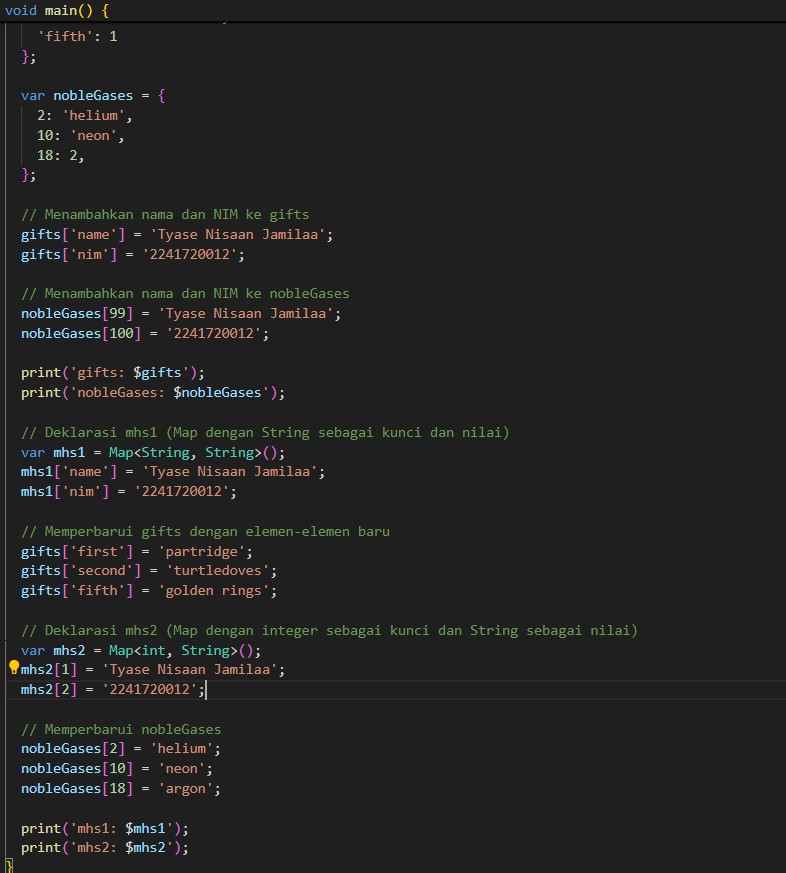 void main() {
'fifth': 1
};
var nobleGases = {
2: 'helium',
10: 'neon',
18: 2,
};
// Menambahkan nama dan NIM ke gifts
gifts['name'] = 'Tyase Nisaan Jamilaa';
gifts['nim'] = '2241720012';
// Menambahkan nama dan NIM ke nobleGases
nobleGases[99] = 'Tyase Nisaan Jamilaa';
nobleGases[100] = '2241720012';
print('gifts: $gifts');
print('nobleGases: $nobleGases');
// Deklarasi mhs1 (Map dengan String sebagai kunci dan nilai)
var mhs1 = Map<String, String>();
mhs1['name'] = 'Tyase Nisaan Jamilaa';
mhs1['nim'] = '2241720012';
// Memperbarui gifts dengan elemen-elemen baru
gifts['first'] = 'partridge';
gifts['second'] = 'turtledoves';
gifts['fifth'] = 'golden rings';
// Deklarasi mhs2 (Map dengan integer sebagai kunci dan String sebagai nilai)
var mhs2 = Map<int, String>();
mhs2[1] = 'Tyase Nisaan Jamilaa';
mhs2[2] = '2241720012';
// Memperbarui nobleGases
nobleGases[2] = 'helium';
nobleGases[10] = 'neon';
nobleGases[18] = 'argon';
print('mhs1: $mhs1');
print('mhs2: $mhs2');
}